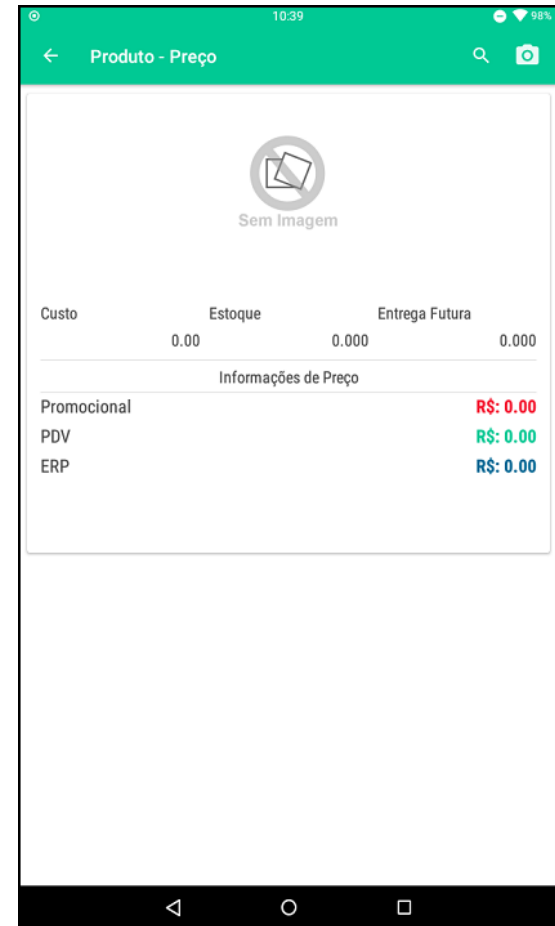 10:39
98%
Produto - Preço
Sem Imagem
Custo Estoque Entrega Futura
0.00 0.000 0.000
Informações de Preço
Promocional R$: 0.00
PDV R$: 0.00
ERP R$: 0.00